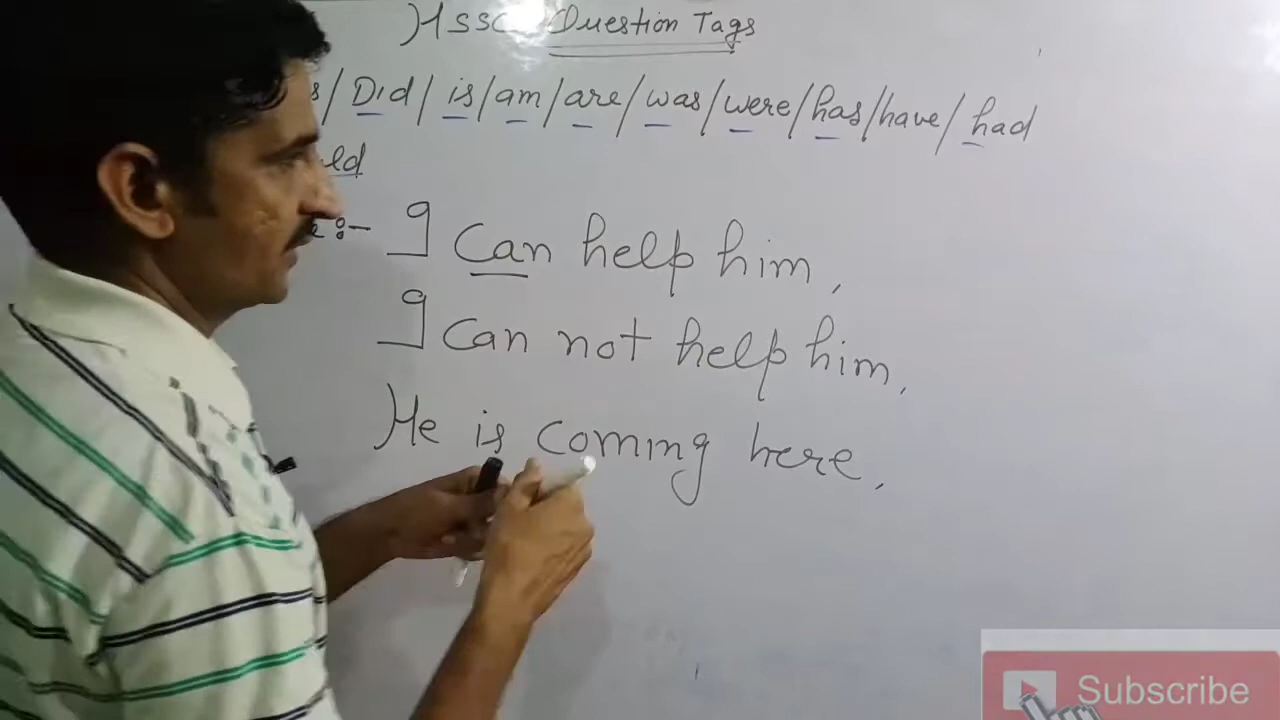 HSSC Question Tags
s/ Did/ is/am/are/was/were/has/have/had
ld
e :- I Can help him,
I Can not help him,
He is Coming here,
Subscribe